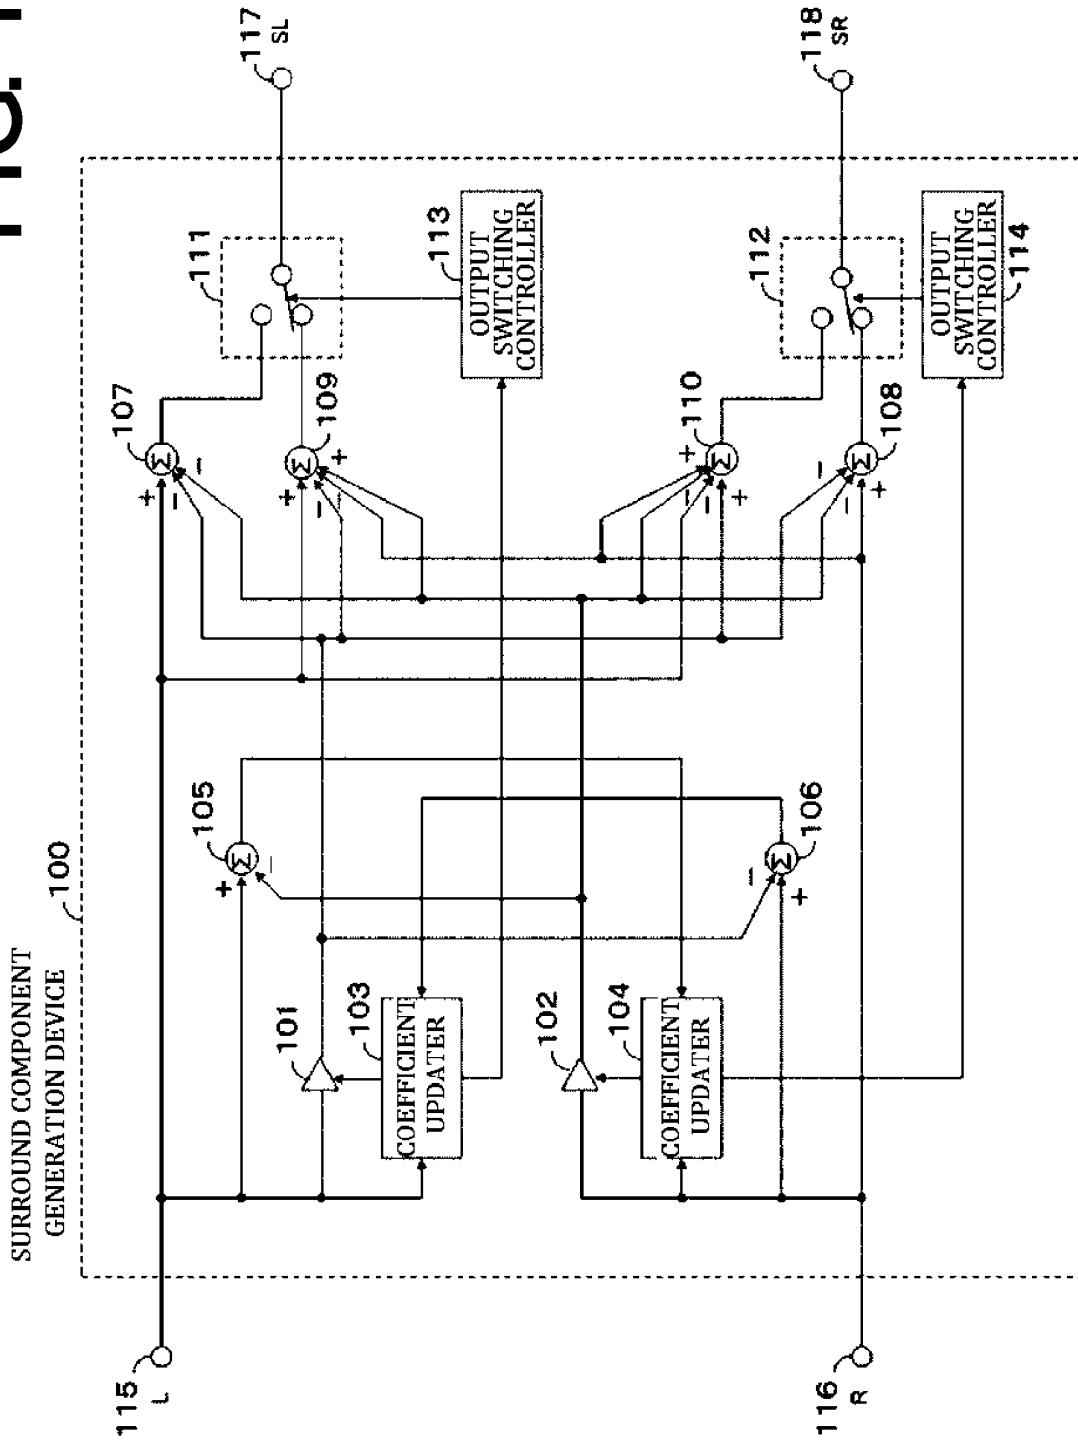 FIG. 1
SURROUND COMPONENT
GENERATION DEVICE
100
115
L
101
103
COEFFICIENT
UPDATER
102
104
COEFFICIENT
UPDATER
116
R
105
+
−
106
−
+
107
+
−
−
109
+
−
−
+
110
+
−
−
+
108
−
−
+
111
113
OUTPUT
SWITCHING
CONTROLLER
112
OUTPUT
SWITCHING
CONTROLLER
114
117
SL
118
SR
Σ
Σ
Σ
Σ
Σ
Σ